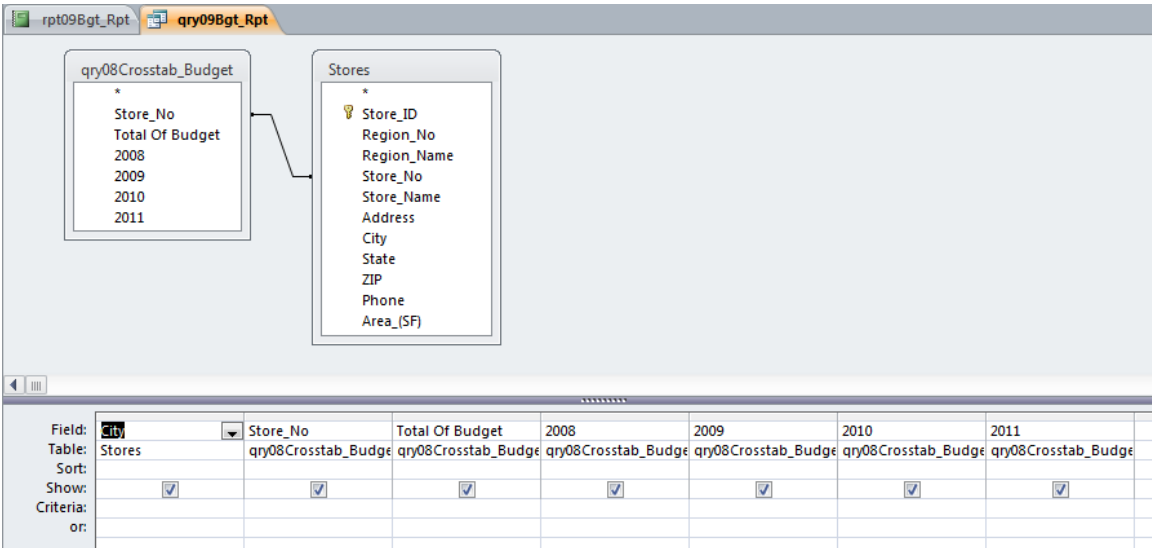 rpt09Bgt_Rpt qry09Bgt_Rpt
qry08Crosstab_Budget
*
Store_No
Total Of Budget
2008
2009
2010
2011
Stores
*
Store_ID
Region_No
Region_Name
Store_No
Store_Name
Address
City
State
ZIP
Phone
Area_(SF)
Field: City Store_No Total Of Budget 2008 2009 2010 2011
Table: Stores qry08Crosstab_Budge qry08Crosstab_Budge qry08Crosstab_Budge qry08Crosstab_Budge qry08Crosstab_Budge qry08Crosstab_Budge
Sort:
Show:
Criteria:
or: